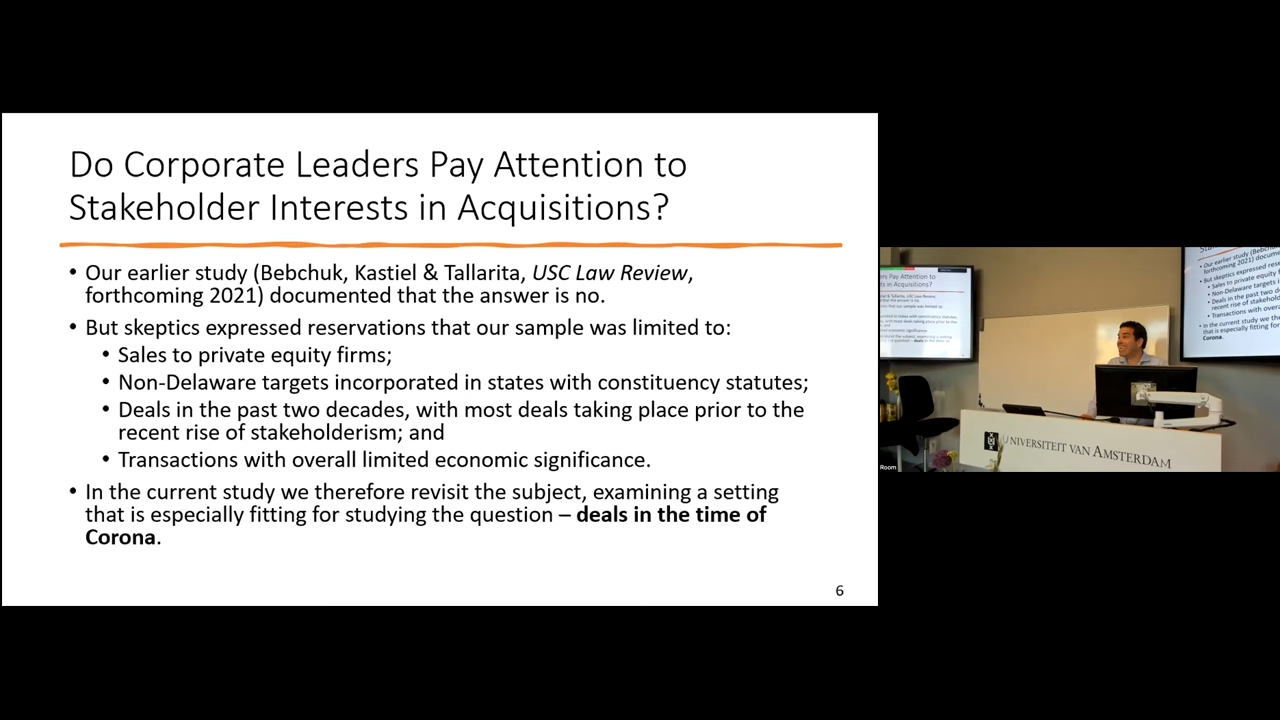 Do Corporate Leaders Pay Attention to
Stakeholder Interests in Acquisitions?
• Our earlier study (Bebchuk, Kastiel & Tallarita, USC Law Review,
forthcoming 2021) documented that the answer is no.
• But skeptics expressed reservations that our sample was limited to:
• Sales to private equity firms;
• Non-Delaware targets incorporated in states with constituency statutes;
• Deals in the past two decades, with most deals taking place prior to the
recent rise of stakeholderism; and
• Transactions with overall limited economic significance.
• In the current study we therefore revisit the subject, examining a setting
that is especially fitting for studying the question – deals in the time of
Corona.
6
UNIVERSITEIT VAN AMSTERDAM
Room